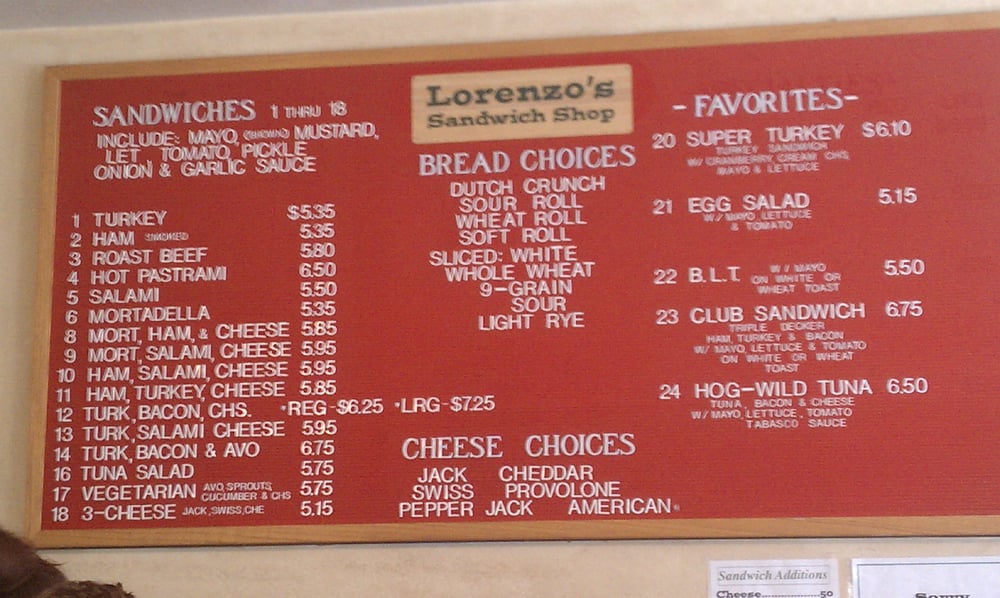 SANDWICHES 1 THRU 18
INCLUDE: MAYO, MUSTARD,
LET TOMATO, PICKLE
ONION & GARLIC SAUCE
1 TURKEY $5.35
2 HAM SMOKED 5.35
3 ROAST BEEF 5.80
4 HOT PASTRAMI 6.50
5 SALAMI 5.50
6 MORTADELLA 5.35
8 MORT, HAM, & CHEESE 5.85
9 MORT, SALAMI, CHEESE 5.95
10 HAM, SALAMI, CHEESE 5.95
11 HAM, TURKEY, CHEESE 5.85
12 TURK, BACON, CHS. •REG-$6.25 •LRG-$7.25
13 TURK, SALAMI CHEESE 5.95
14 TURK, BACON & AVO 6.75
16 TUNA SALAD 5.75
17 VEGETARIAN AVO, SPROUTS, 5.75
CUCUMBER & CHS
18 3-CHEESE JACK, SWISS, CHE 5.15
Lorenzo's
Sandwich Shop
BREAD CHOICES
DUTCH CRUNCH
SOUR ROLL
WHEAT ROLL
SOFT ROLL
SLICED: WHITE
WHOLE WHEAT
9-GRAIN
SOUR
LIGHT RYE
CHEESE CHOICES
JACK CHEDDAR
SWISS PROVOLONE
PEPPER JACK AMERICAN
-FAVORITES-
20 SUPER TURKEY $6.10
TURKEY SANDWICH
W/ CRANBERRY, CREAM CHS,
MAYO & LETTUCE
21 EGG SALAD 5.15
W/ MAYO, LETTUCE
& TOMATO
22 B.L.T. W/ MAYO 5.50
ON WHITE OR
WHEAT TOAST
23 CLUB SANDWICH 6.75
TRIPLE DECKER
HAM, TURKEY & BACON
W/ MAYO, LETTUCE & TOMATO
ON WHITE OR WHEAT
TOAST
24 HOG-WILD TUNA 6.50
TUNA, BACON & CHEESE
W/ MAYO, LETTUCE, TOMATO
TABASCO SAUCE
Sandwich Additions
Cheese..................50